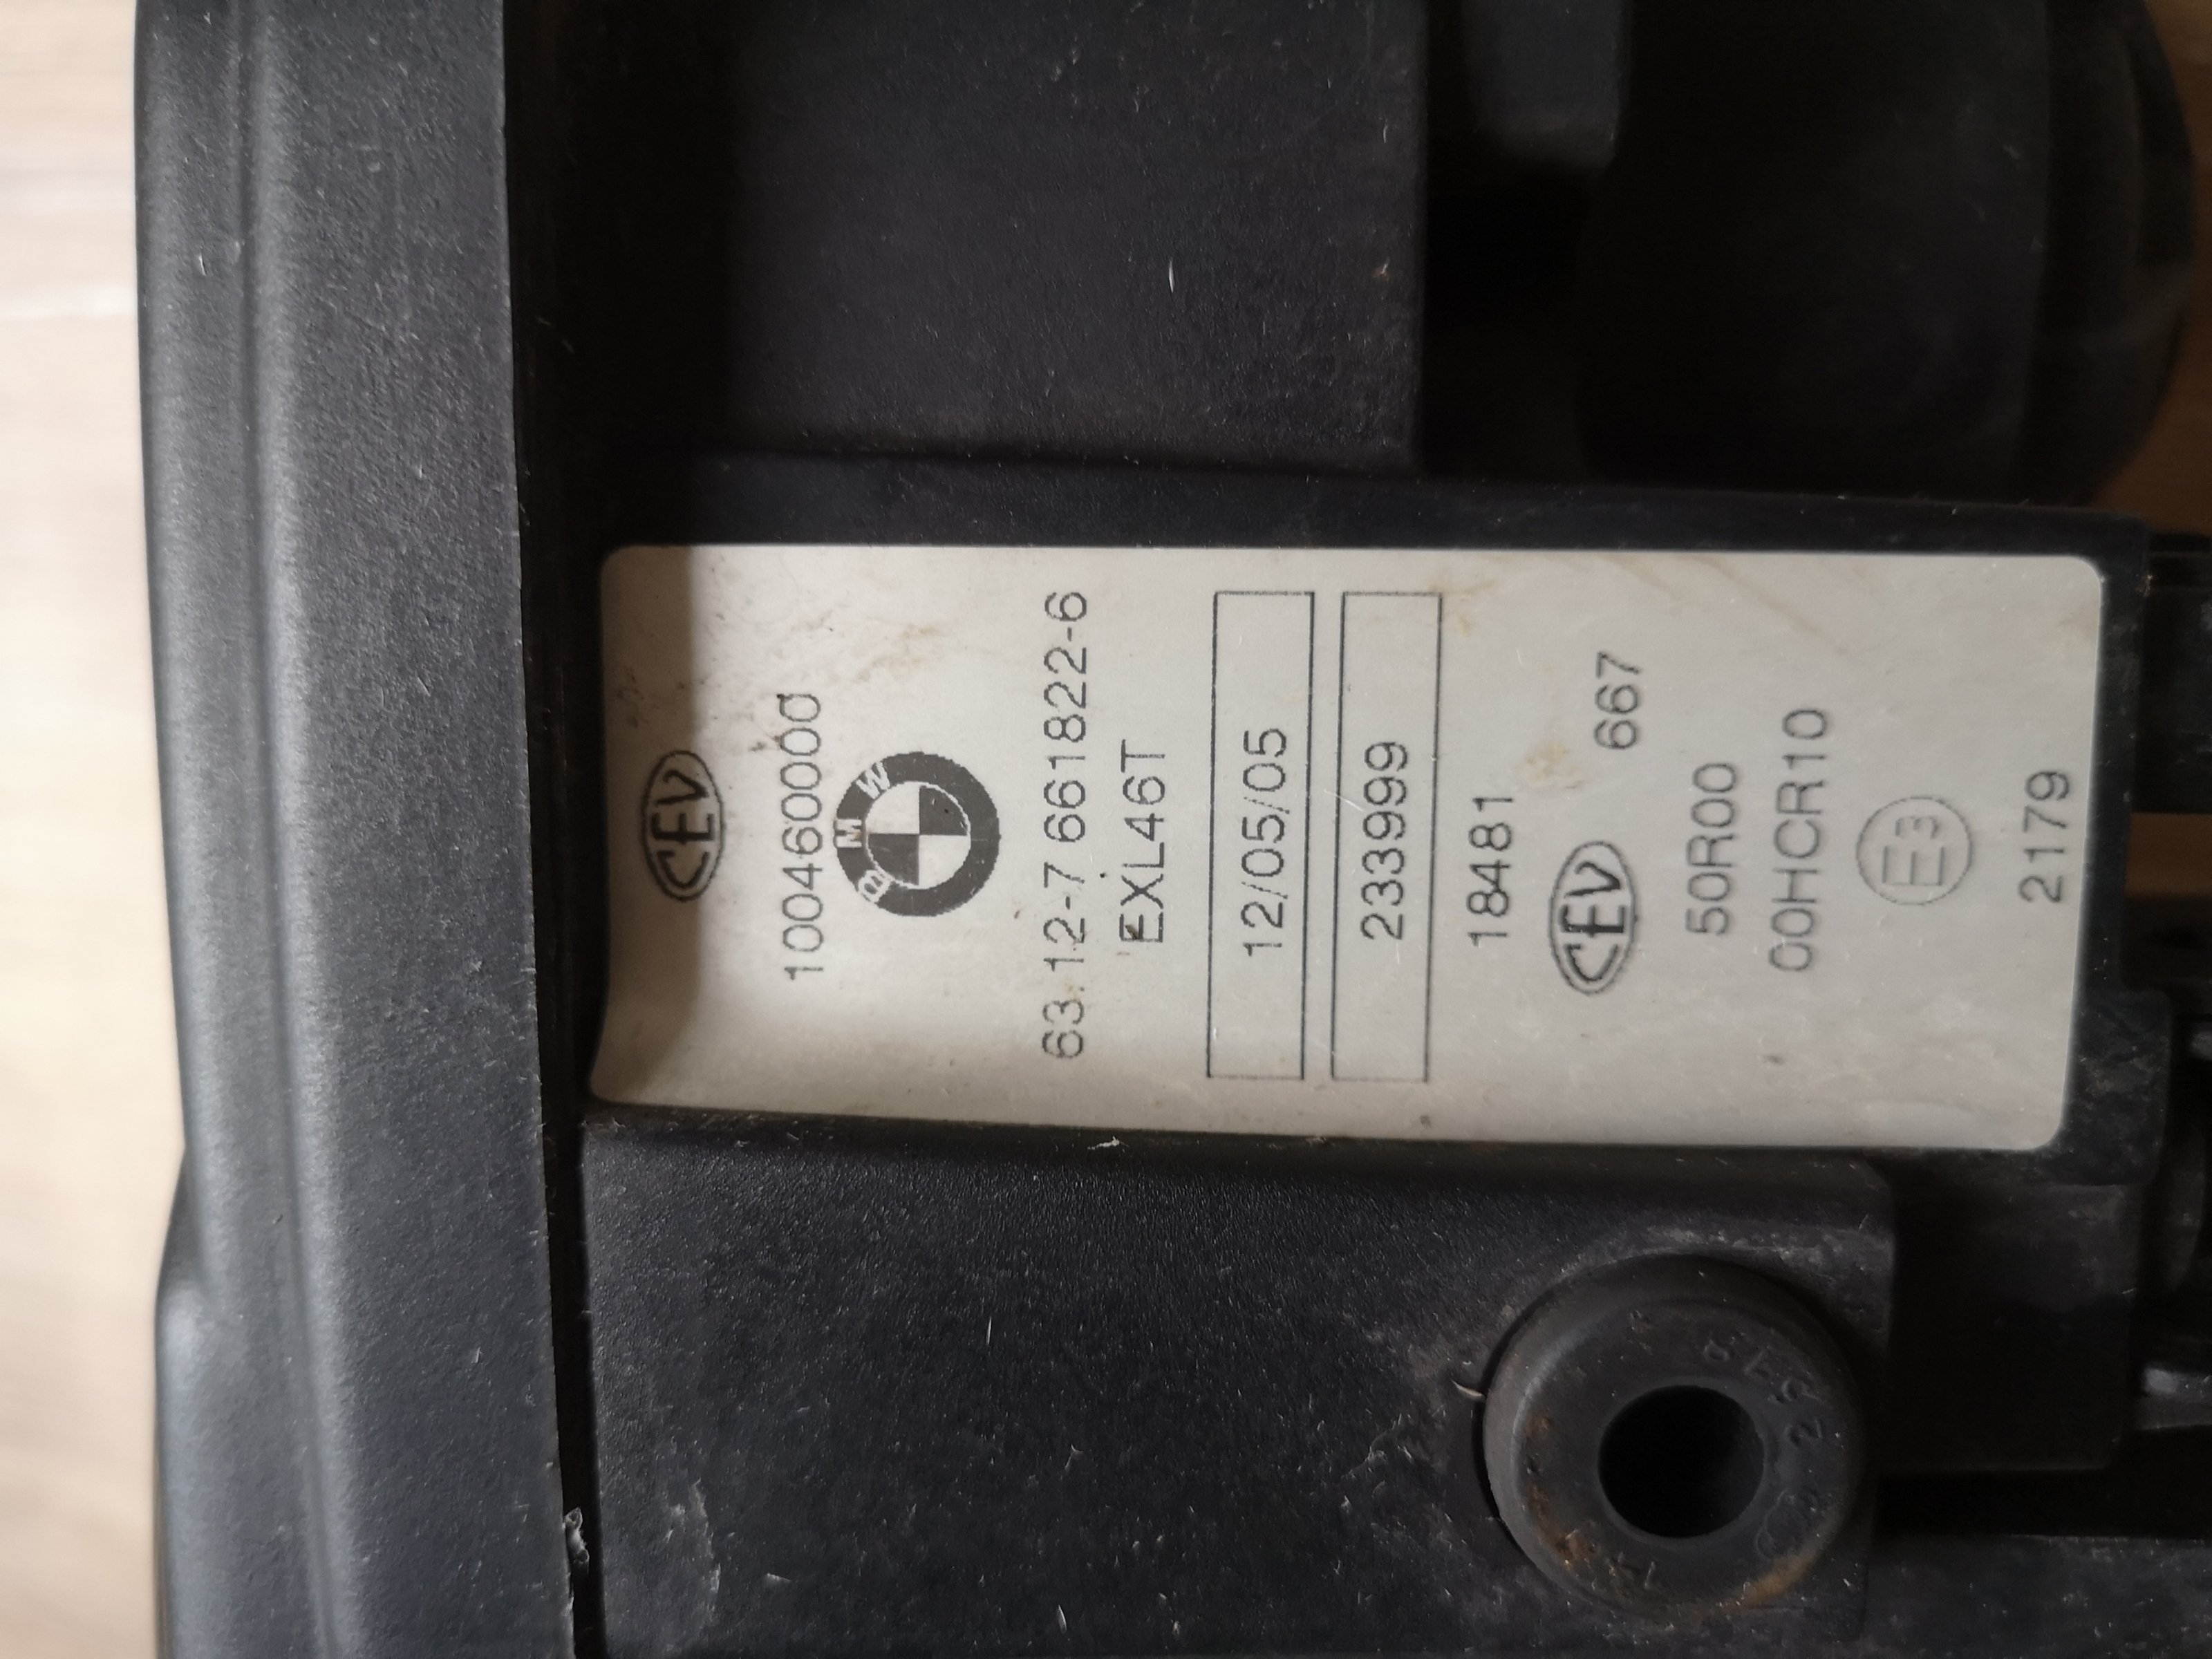 CEV
100460000
BMW
63.12-7 661822-6
EXL46T
12/05/05
233999
18481
CEV 667
50R00
00HCR10
E3
2179